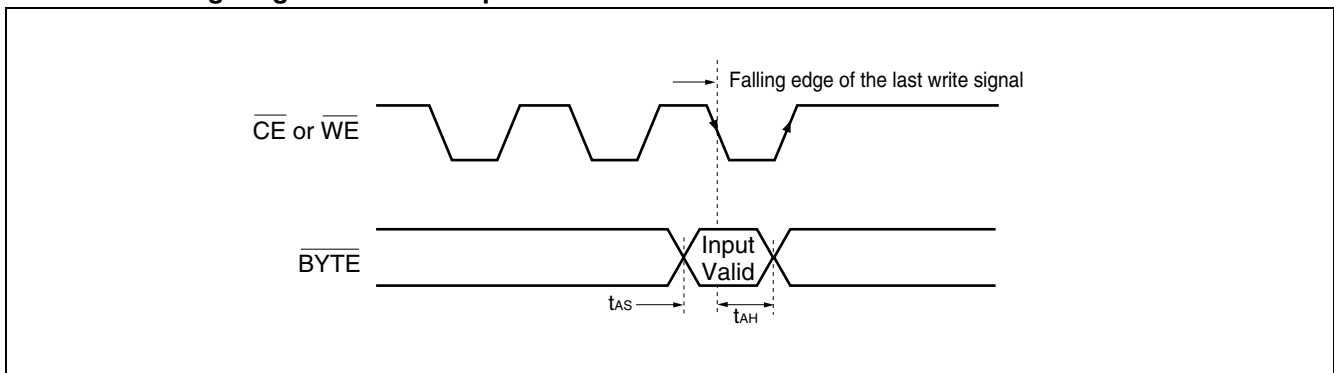 Falling edge of the last write signal
CE or WE
BYTE
Input
Valid
tAS
tAH